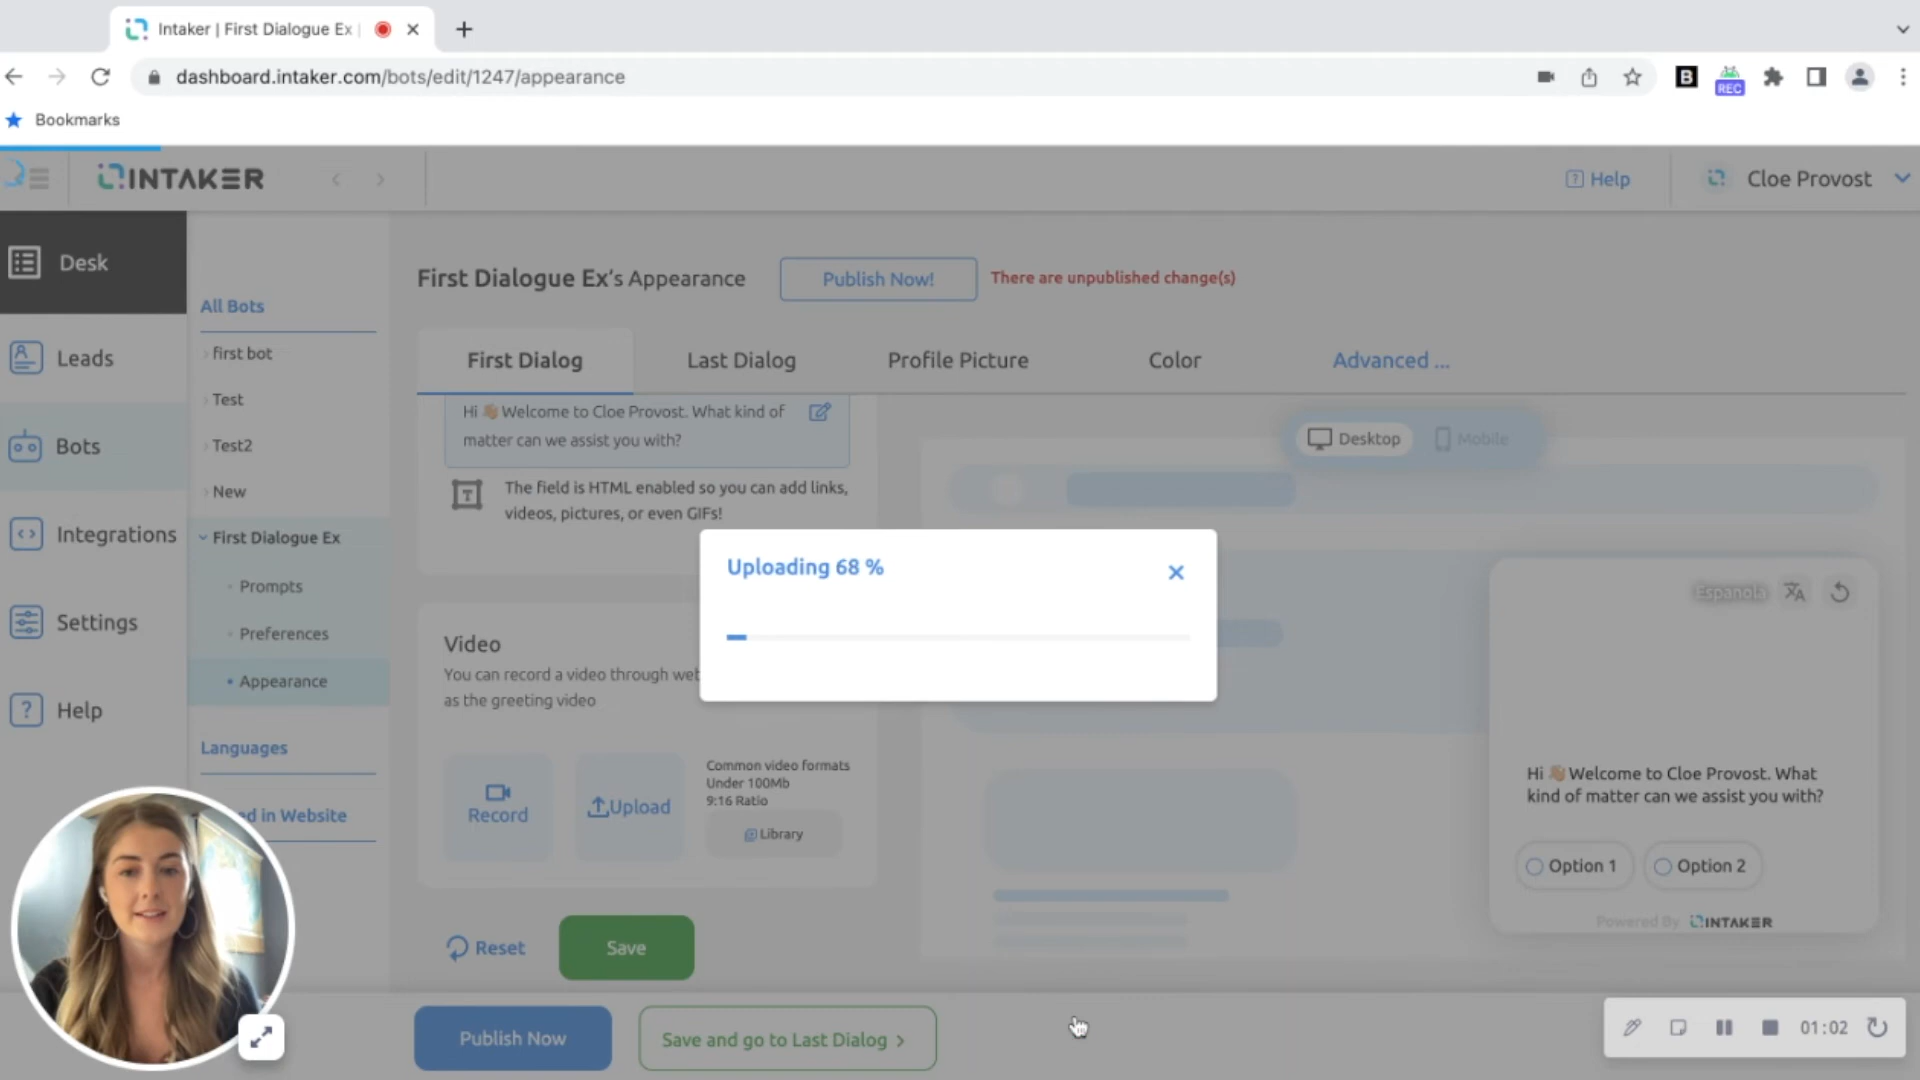 Intaker | First Dialogue Ex
dashboard.intaker.com/bots/edit/1247/appearance
B
REC
Bookmarks
INTAKER
Help
Cloe Provost
Desk
Leads
Bots
Integrations
Settings
Help
All Bots
first bot
Test
Test2
New
First Dialogue Ex
Prompts
Preferences
Appearance
Languages
d in Website
First Dialogue Ex's Appearance
Publish Now!
There are unpublished change(s)
First Dialog
Last Dialog
Profile Picture
Color
Advanced ...
Hi 👋 Welcome to Cloe Provost. What kind of
matter can we assist you with?
The field is HTML enabled so you can add links,
videos, pictures, or even GIFs!
Uploading 68 %
Video
You can record a video through web
as the greeting video
Record
Upload
Common video formats
Under 100Mb
9:16 Ratio
Library
Reset
Save
Publish Now
Save and go to Last Dialog >
Desktop
Mobile
Espanola
Hi 👋 Welcome to Cloe Provost. What
kind of matter can we assist you with?
Option 1
Option 2
Powered By INTAKER
01:02